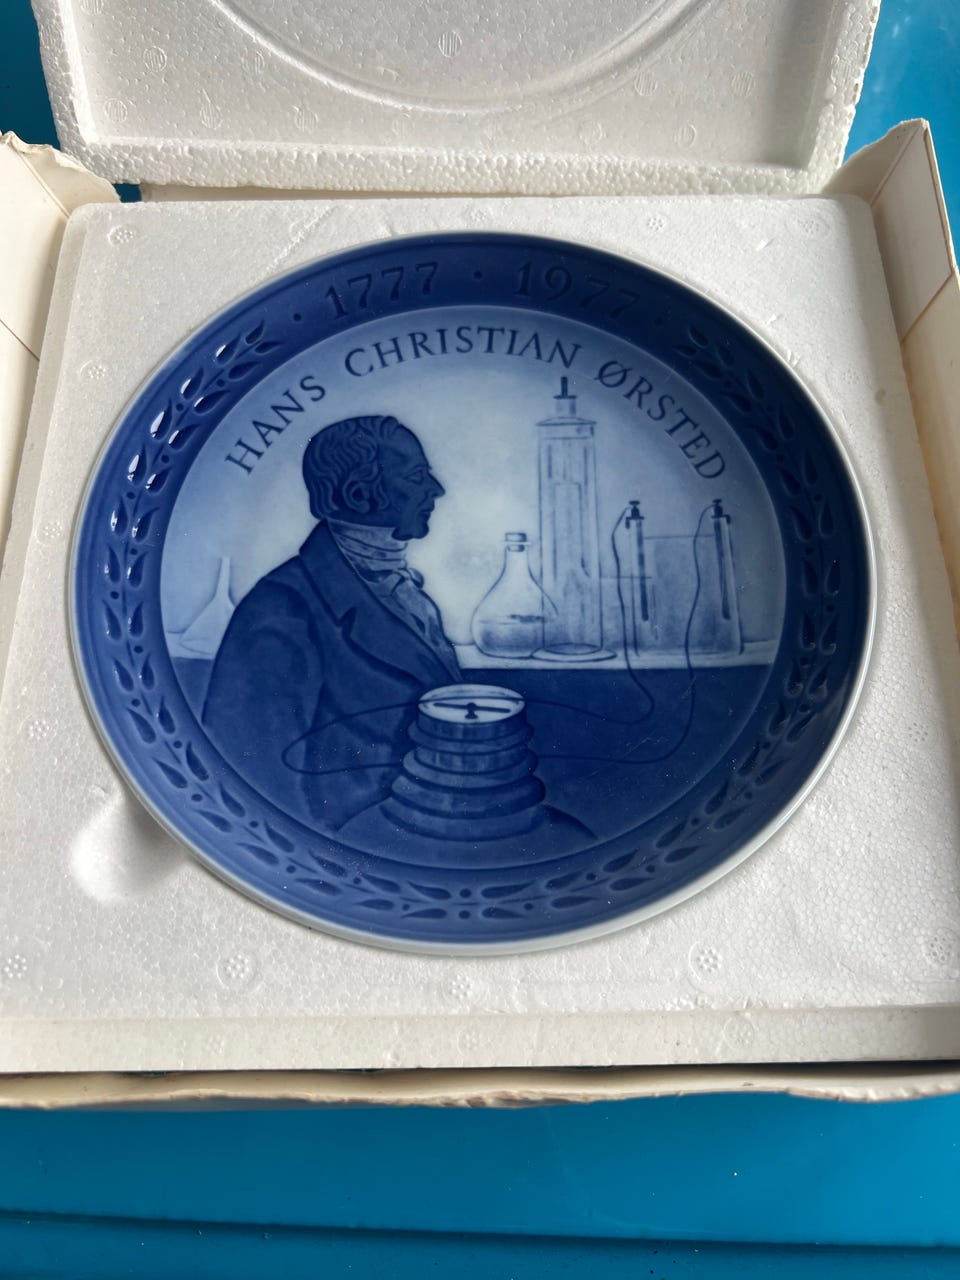 1777 · 1977
HANS CHRISTIAN ØRSTED